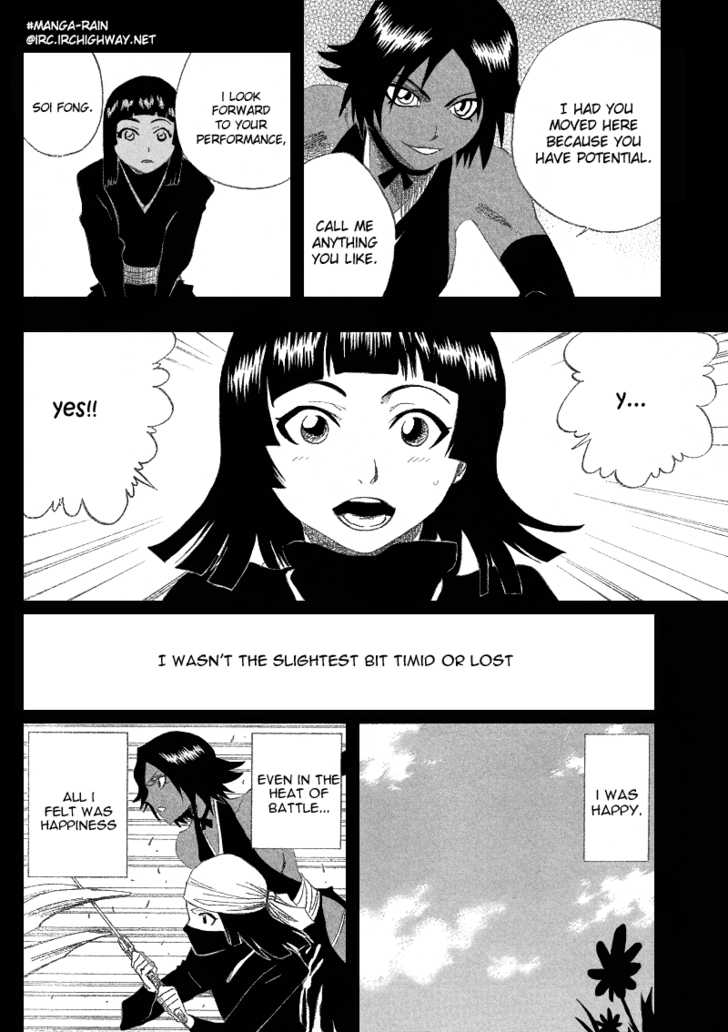 #MANGA-RAIN
@IRC.IRCHIGHWAY.NET
I HAD YOU
MOVED HERE
BECAUSE YOU
HAVE POTENTIAL.
CALL ME
ANYTHING
YOU LIKE.
I LOOK
FORWARD
TO YOUR
PERFORMANCE,
SOI FONG.
Y...
yes!!
I WASN'T THE SLIGHTEST BIT TIMID OR LOST
I WAS
HAPPY.
EVEN IN THE
HEAT OF
BATTLE...
ALL I
FELT WAS
HAPPINESS